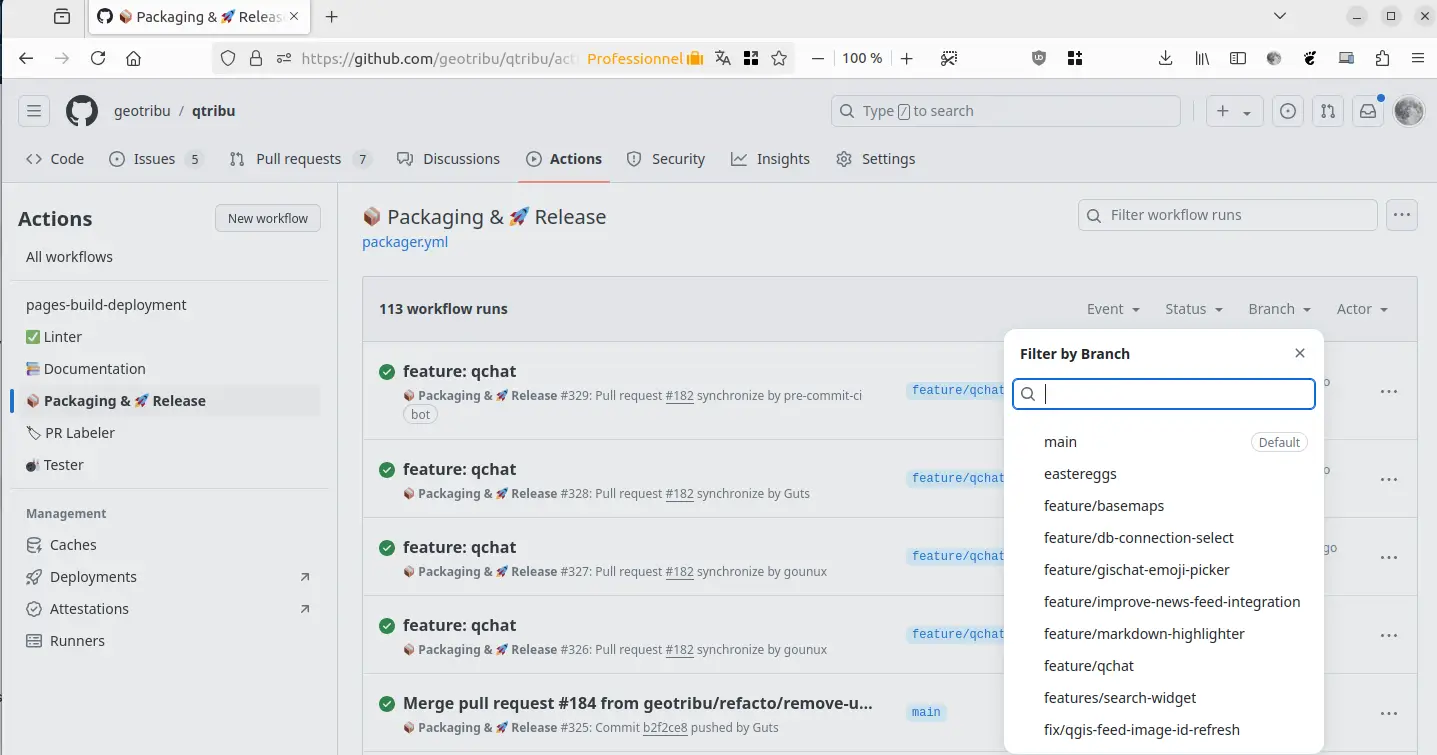 📦 Packaging & 🚀 Releas
https://github.com/geotribu/qtribu/act
Professionnel
100 %
geotribu / qtribu
Type / to search
Code
Issues 5
Pull requests 7
Discussions
Actions
Security
Insights
Settings
Actions
New workflow
All workflows
pages-build-deployment
✅ Linter
📚 Documentation
📦 Packaging & 🚀 Release
🏷 PR Labeler
🎳 Tester
Management
Caches
Deployments
Attestations
Runners
📦 Packaging & 🚀 Release
packager.yml
Filter workflow runs
113 workflow runs
Event
Status
Branch
Actor
feature: qchat
📦 Packaging & 🚀 Release #329: Pull request #182 synchronize by pre-commit-ci
bot
feature/qchat
o
feature: qchat
📦 Packaging & 🚀 Release #328: Pull request #182 synchronize by Guts
feature/qchat
o
feature: qchat
📦 Packaging & 🚀 Release #327: Pull request #182 synchronize by gounux
feature/qchat
go
feature: qchat
📦 Packaging & 🚀 Release #326: Pull request #182 synchronize by gounux
feature/qchat
Merge pull request #184 from geotribu/refacto/remove-u...
📦 Packaging & 🚀 Release #325: Commit b2f2ce8 pushed by Guts
main
Filter by Branch
main Default
eastereggs
feature/basemaps
feature/db-connection-select
feature/gischat-emoji-picker
feature/improve-news-feed-integration
feature/markdown-highlighter
feature/qchat
features/search-widget
fix/qgis-feed-image-id-refresh